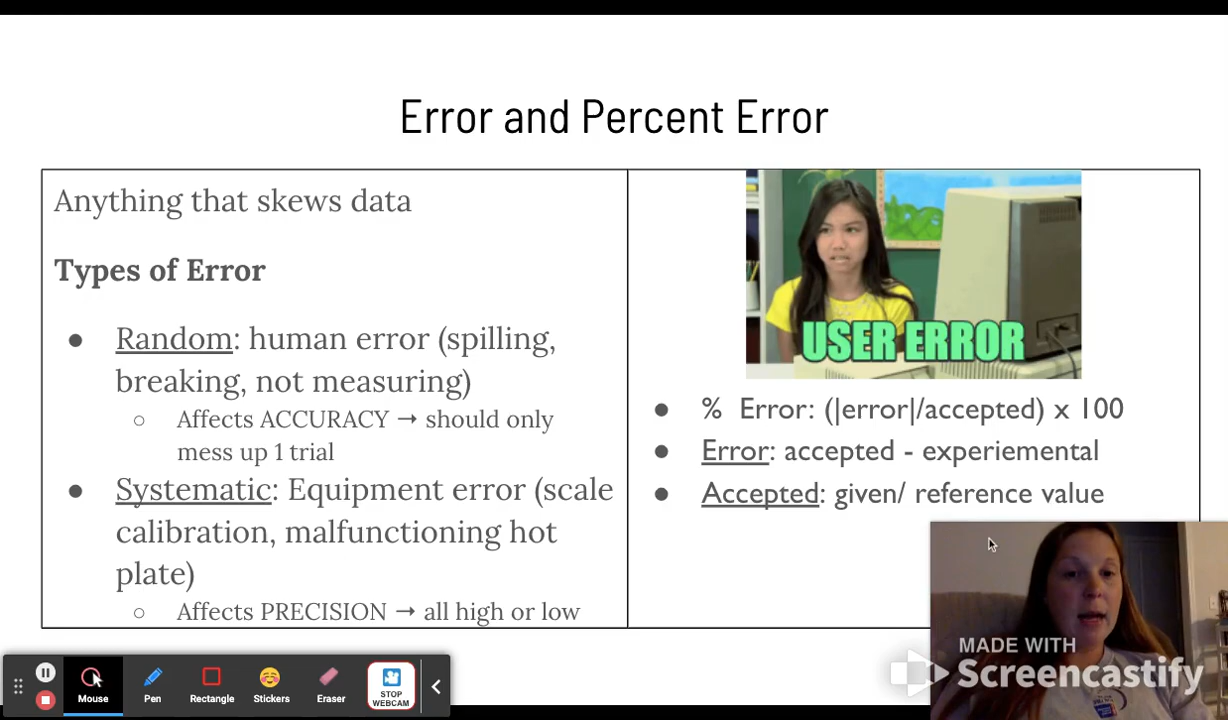 Error and Percent Error
Anything that skews data
Types of Error
● Random: human error (spilling,
breaking, not measuring)
○ Affects ACCURACY → should only
mess up 1 trial
● Systematic: Equipment error (scale
calibration, malfunctioning hot
plate)
○ Affects PRECISION → all high or low
USER ERROR
● % Error: (|error|/accepted) x 100
● Error: accepted - experiemental
● Accepted: given/ reference value
MADE WITH
Screencastify
Mouse
Pen
Rectangle
Stickers
Eraser
STOP
WEBCAM